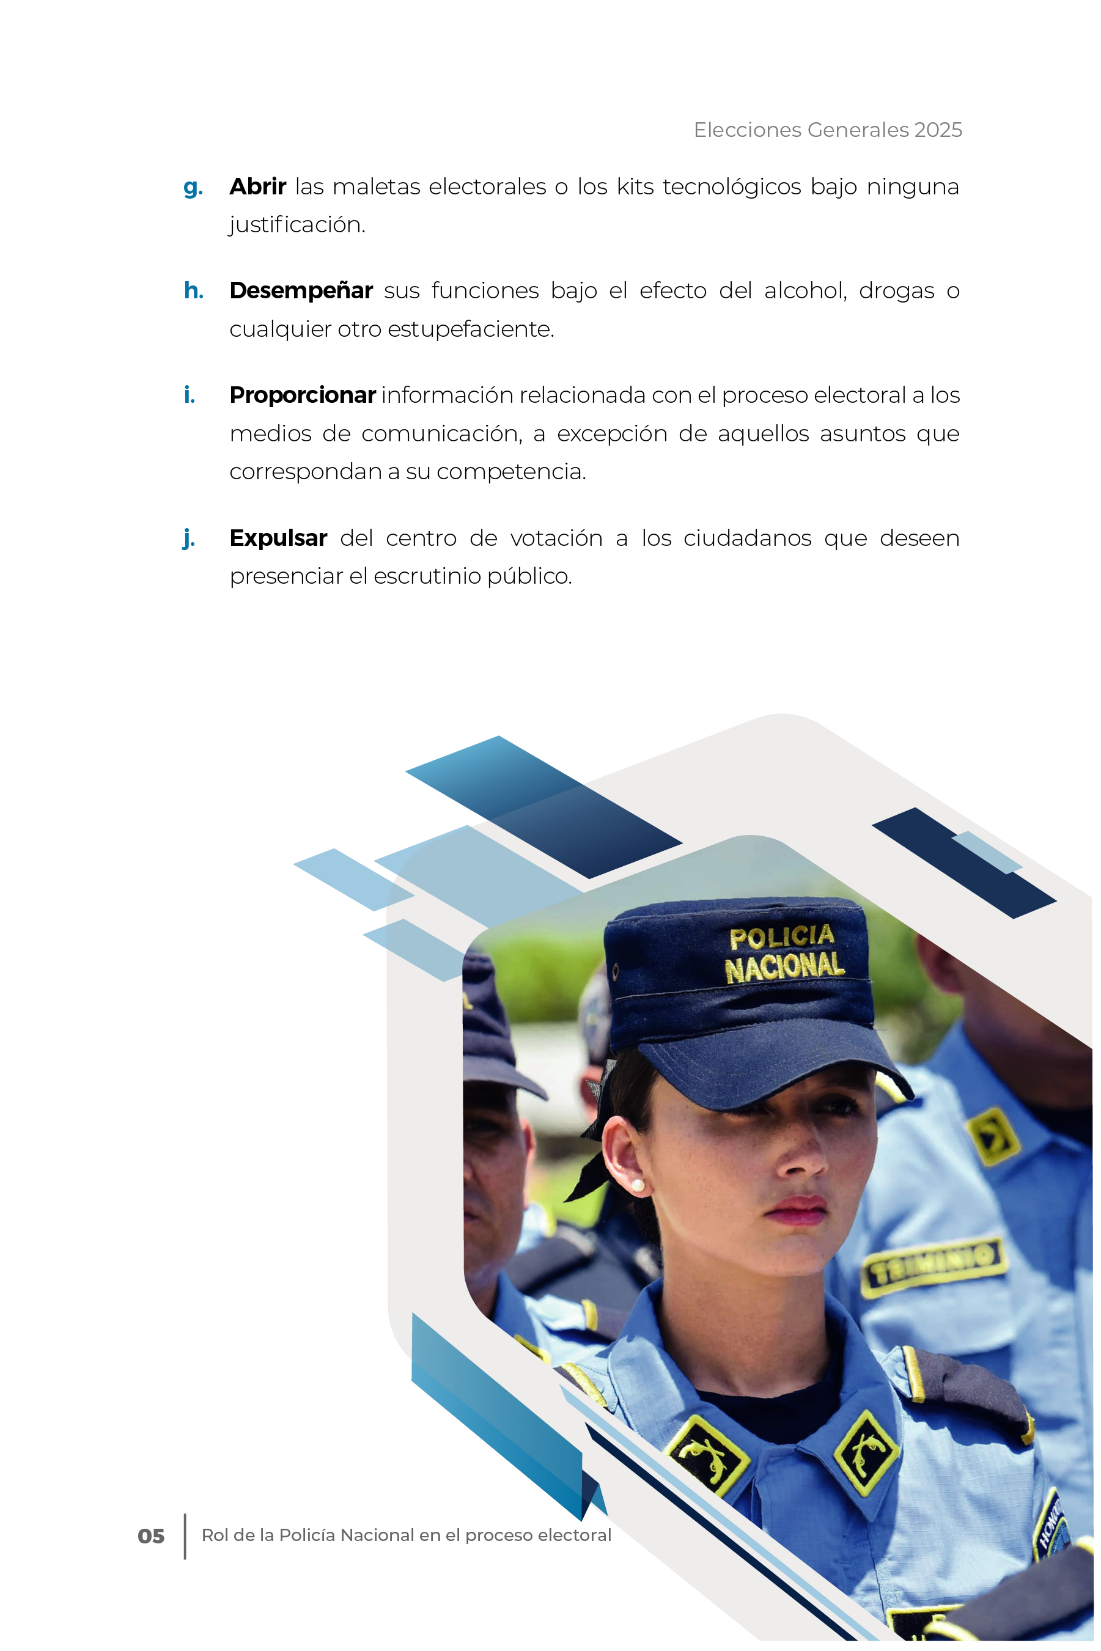 Elecciones Generales 2025
g. Abrir las maletas electorales o los kits tecnológicos bajo ninguna
justificación.
h. Desempeñar sus funciones bajo el efecto del alcohol, drogas o
cualquier otro estupefaciente.
i. Proporcionar información relacionada con el proceso electoral a los
medios de comunicación, a excepción de aquellos asuntos que
correspondan a su competencia.
j. Expulsar del centro de votación a los ciudadanos que deseen
presenciar el escrutinio público.
POLICIA
NACIONAL
TRIMINIO
05 Rol de la Policía Nacional en el proceso electoral